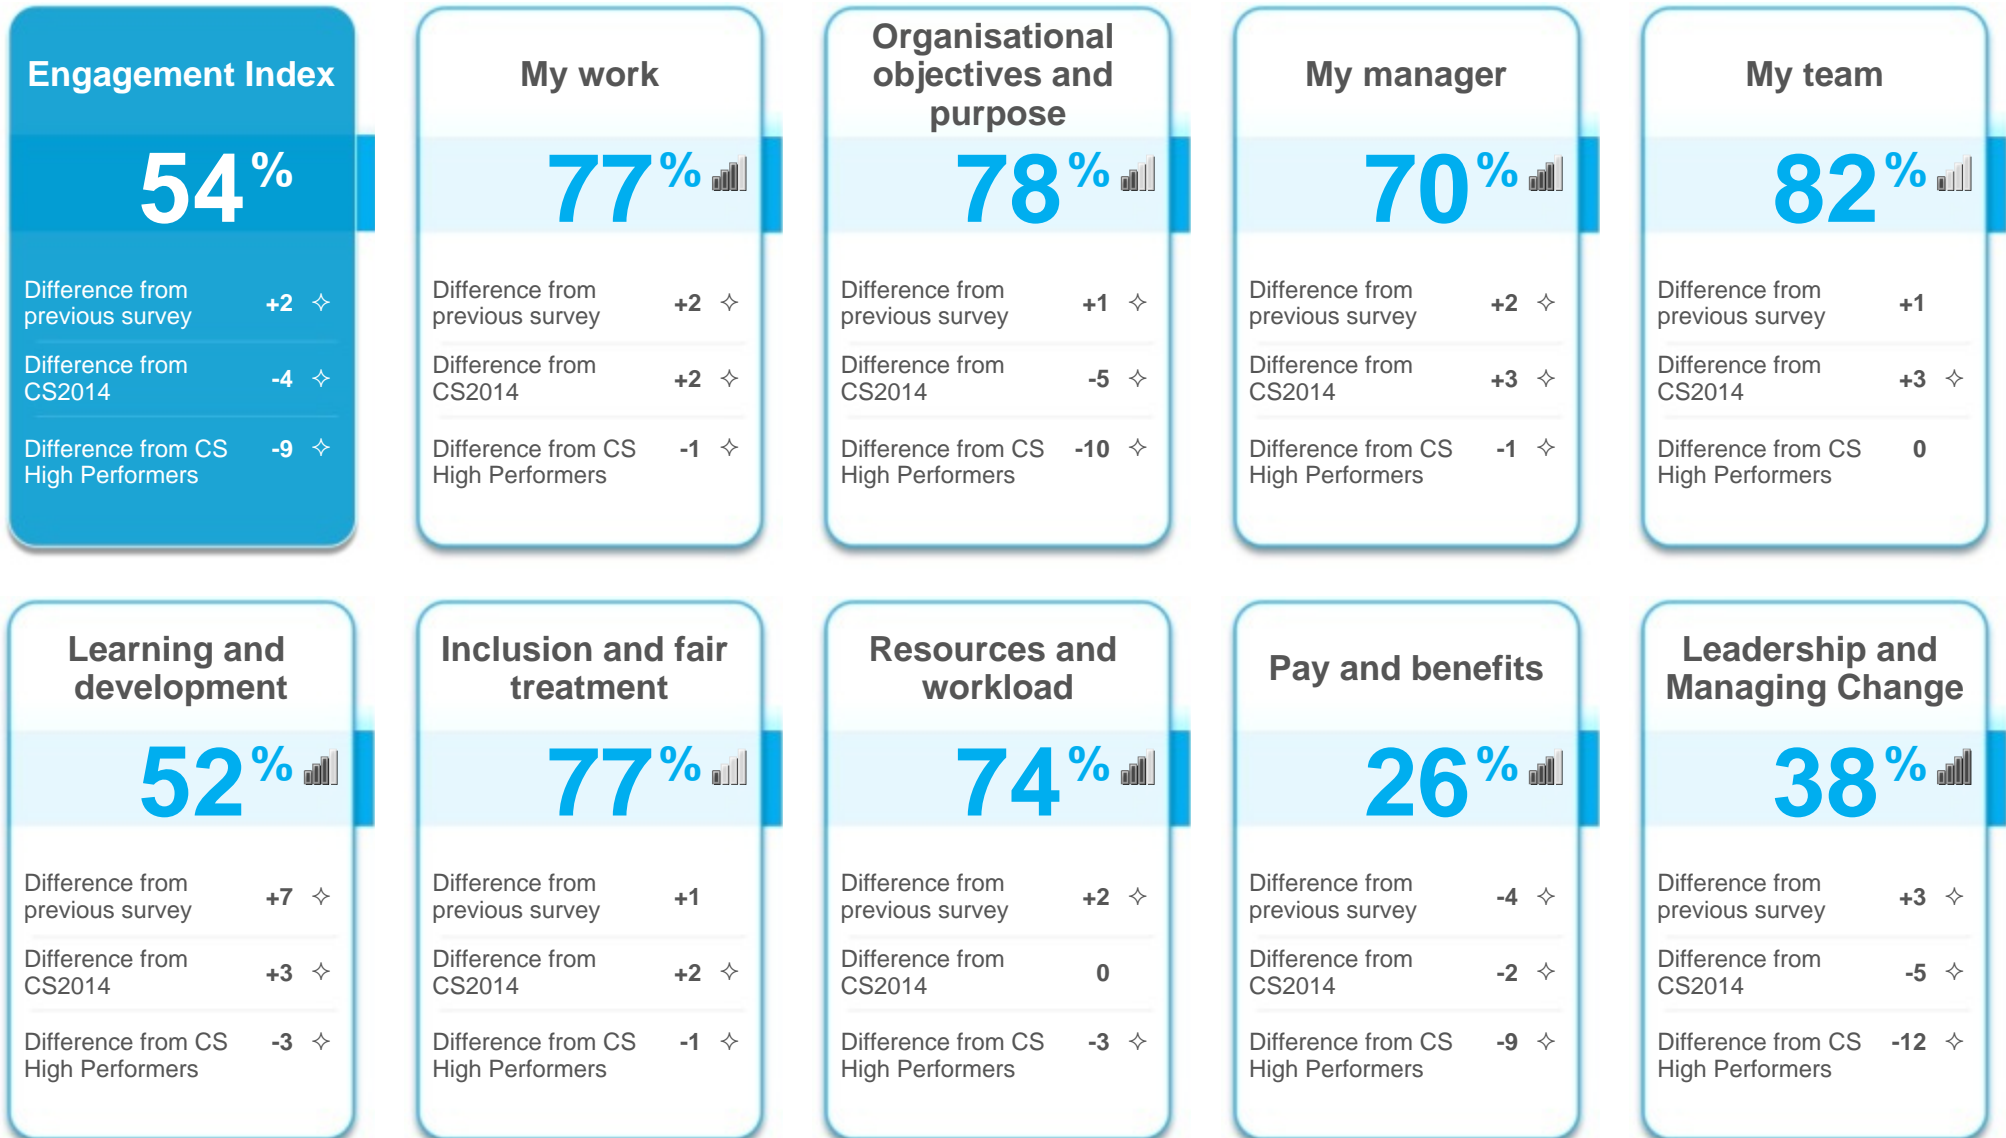 Engagement Index
54%
Difference from
previous survey
+2 ✧
Difference from
CS2014
-4 ✧
Difference from CS
High Performers
-9 ✧
My work
77%
Difference from
previous survey
+2 ✧
Difference from
CS2014
+2 ✧
Difference from CS
High Performers
-1 ✧
Organisational
objectives and
purpose
78%
Difference from
previous survey
+1 ✧
Difference from
CS2014
-5 ✧
Difference from CS
High Performers
-10 ✧
My manager
70%
Difference from
previous survey
+2 ✧
Difference from
CS2014
+3 ✧
Difference from CS
High Performers
-1 ✧
My team
82%
Difference from
previous survey
+1
Difference from
CS2014
+3 ✧
Difference from CS
High Performers
0
Learning and
development
52%
Difference from
previous survey
+7 ✧
Difference from
CS2014
+3 ✧
Difference from CS
High Performers
-3 ✧
Inclusion and fair
treatment
77%
Difference from
previous survey
+1
Difference from
CS2014
+2 ✧
Difference from CS
High Performers
-1 ✧
Resources and
workload
74%
Difference from
previous survey
+2 ✧
Difference from
CS2014
0
Difference from CS
High Performers
-3 ✧
Pay and benefits
26%
Difference from
previous survey
-4 ✧
Difference from
CS2014
-2 ✧
Difference from CS
High Performers
-9 ✧
Leadership and
Managing Change
38%
Difference from
previous survey
+3 ✧
Difference from
CS2014
-5 ✧
Difference from CS
High Performers
-12 ✧